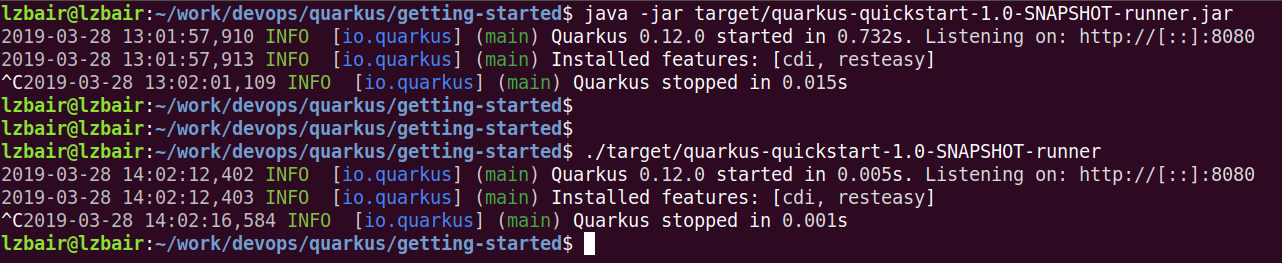 lzbair@lzbair:~/work/devops/quarkus/getting-started$ java -jar target/quarkus-quickstart-1.0-SNAPSHOT-runner.jar
2019-03-28 13:01:57,910 INFO  [io.quarkus] (main) Quarkus 0.12.0 started in 0.732s. Listening on: http://[::]:8080
2019-03-28 13:01:57,913 INFO  [io.quarkus] (main) Installed features: [cdi, resteasy]
^C2019-03-28 13:02:01,109 INFO  [io.quarkus] (main) Quarkus stopped in 0.015s
lzbair@lzbair:~/work/devops/quarkus/getting-started$
lzbair@lzbair:~/work/devops/quarkus/getting-started$
lzbair@lzbair:~/work/devops/quarkus/getting-started$ ./target/quarkus-quickstart-1.0-SNAPSHOT-runner
2019-03-28 14:02:12,402 INFO  [io.quarkus] (main) Quarkus 0.12.0 started in 0.005s. Listening on: http://[::]:8080
2019-03-28 14:02:12,403 INFO  [io.quarkus] (main) Installed features: [cdi, resteasy]
^C2019-03-28 14:02:16,584 INFO  [io.quarkus] (main) Quarkus stopped in 0.001s
lzbair@lzbair:~/work/devops/quarkus/getting-started$